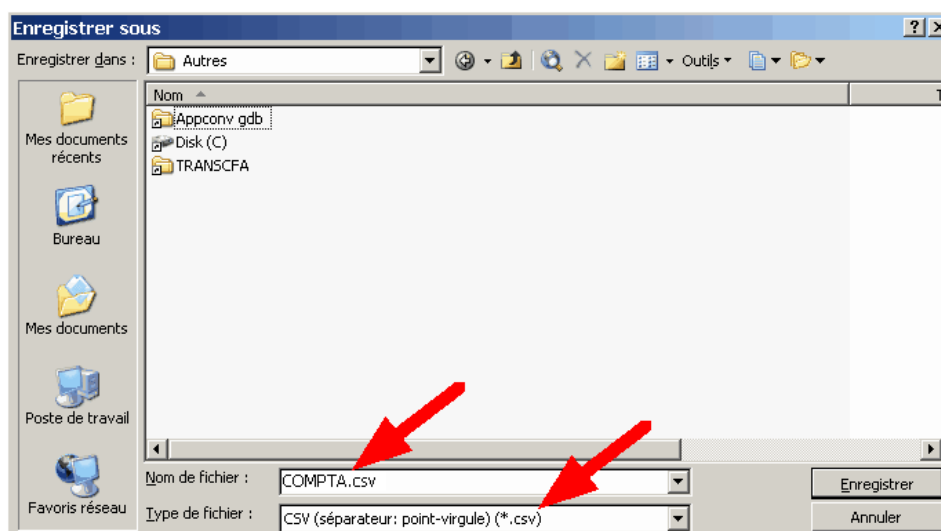 Enregistrer sous
Enregistrer dans : Autres Outils
Nom T
Appconv gdb
Disk (C)
TRANSCFA
Mes documents
récents
Bureau
Mes documents
Poste de travail
Favoris réseau
Nom de fichier : COMPTA.csv Enregistrer
Type de fichier : CSV (séparateur: point-virgule) (*.csv) Annuler